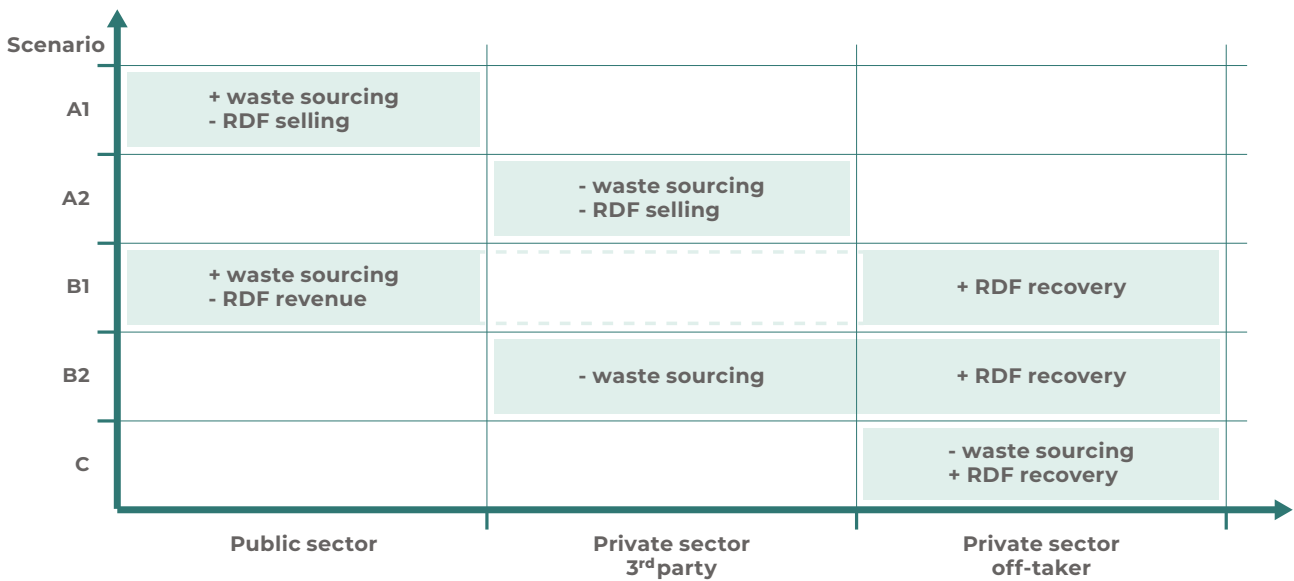 Scenario
A1
+ waste sourcing
- RDF selling
A2
- waste sourcing
- RDF selling
B1
+ waste sourcing
- RDF revenue
+ RDF recovery
B2
- waste sourcing
+ RDF recovery
C
- waste sourcing
+ RDF recovery
Public sector
Private sector
3rd party
Private sector
off-taker